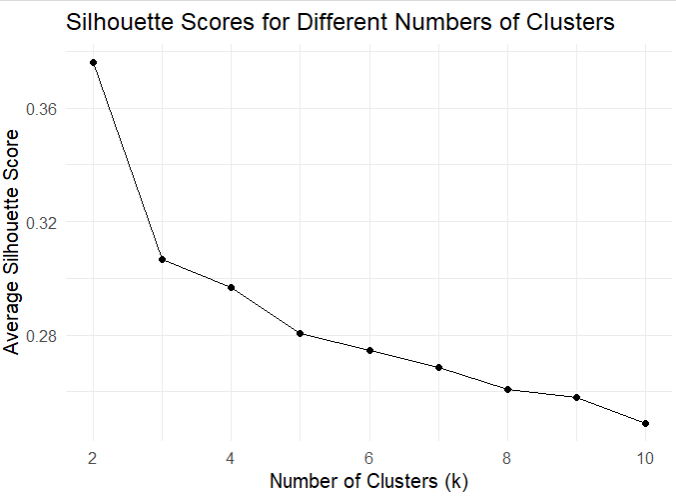 Silhouette Scores for Different Numbers of Clusters
Average Silhouette Score
0.36
0.32
0.28
2 4 6 8 10
Number of Clusters (k)